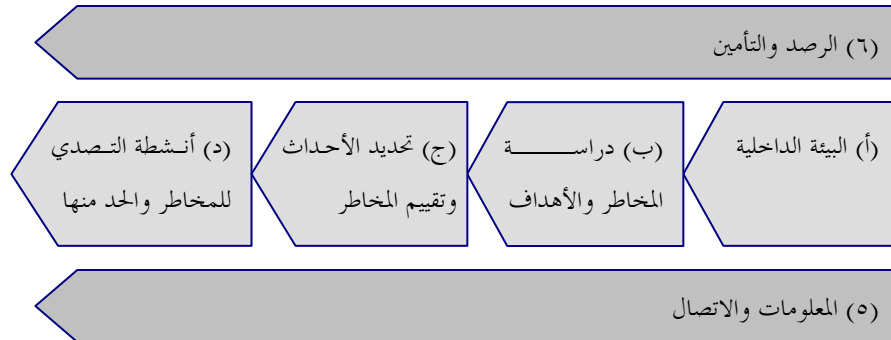 (٦) الرصد والتأمين
(أ) البيئة الداخلية
(ب) دراســـــــة
المخاطر والأهداف
(ج) تحديد الأحداث
وتقييم المخاطر
(د) أنشطة التصدي
للمخاطر والحد منها
(٥) المعلومات والاتصال